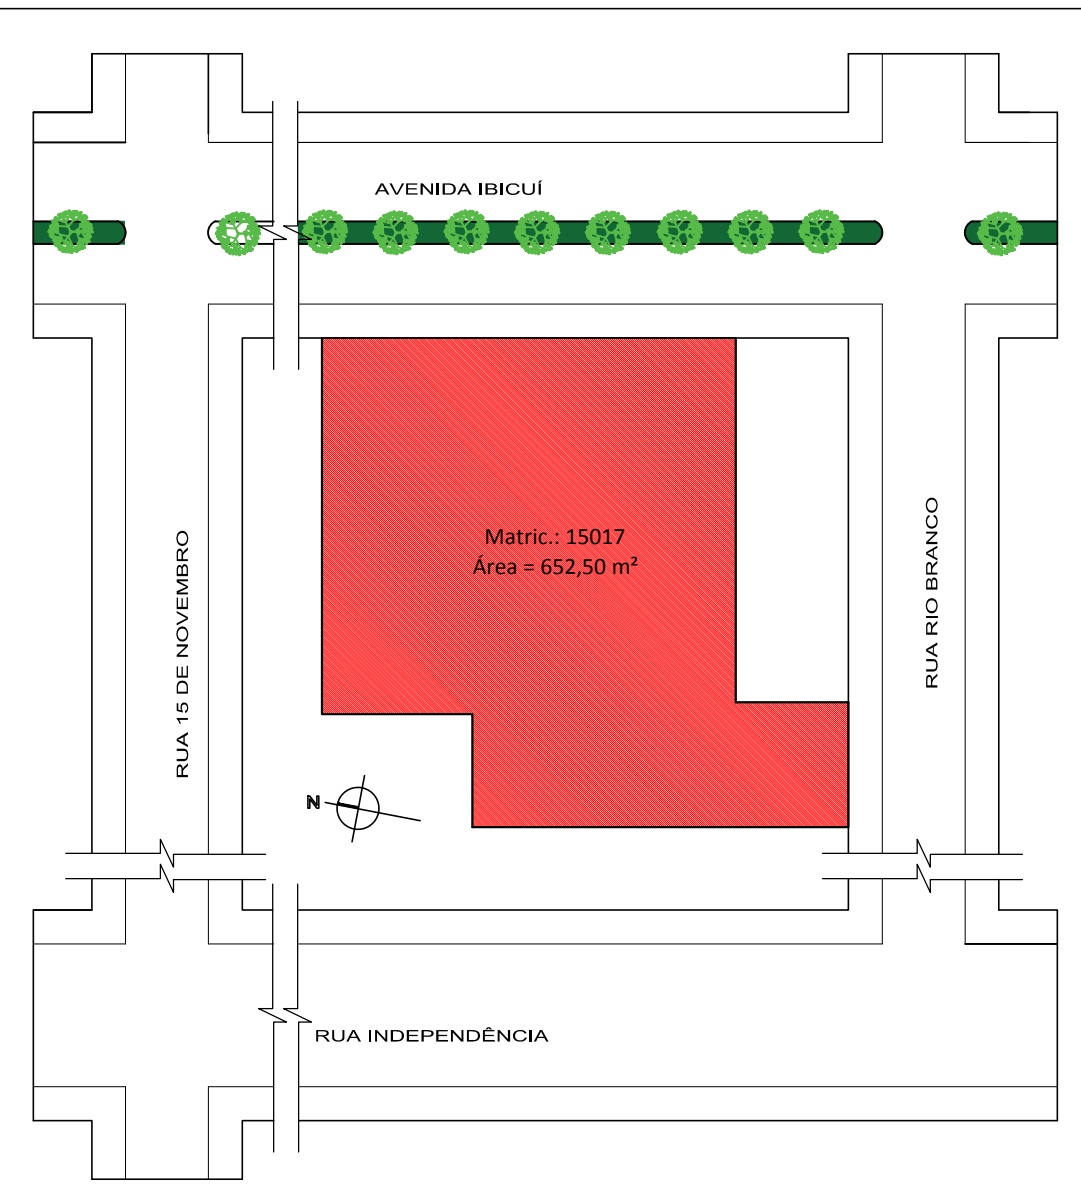 AVENIDA IBICUÍ
Matric.: 15017
Área = 652,50 m²
RUA 15 DE NOVEMBRO
RUA RIO BRANCO
N
RUA INDEPENDÊNCIA